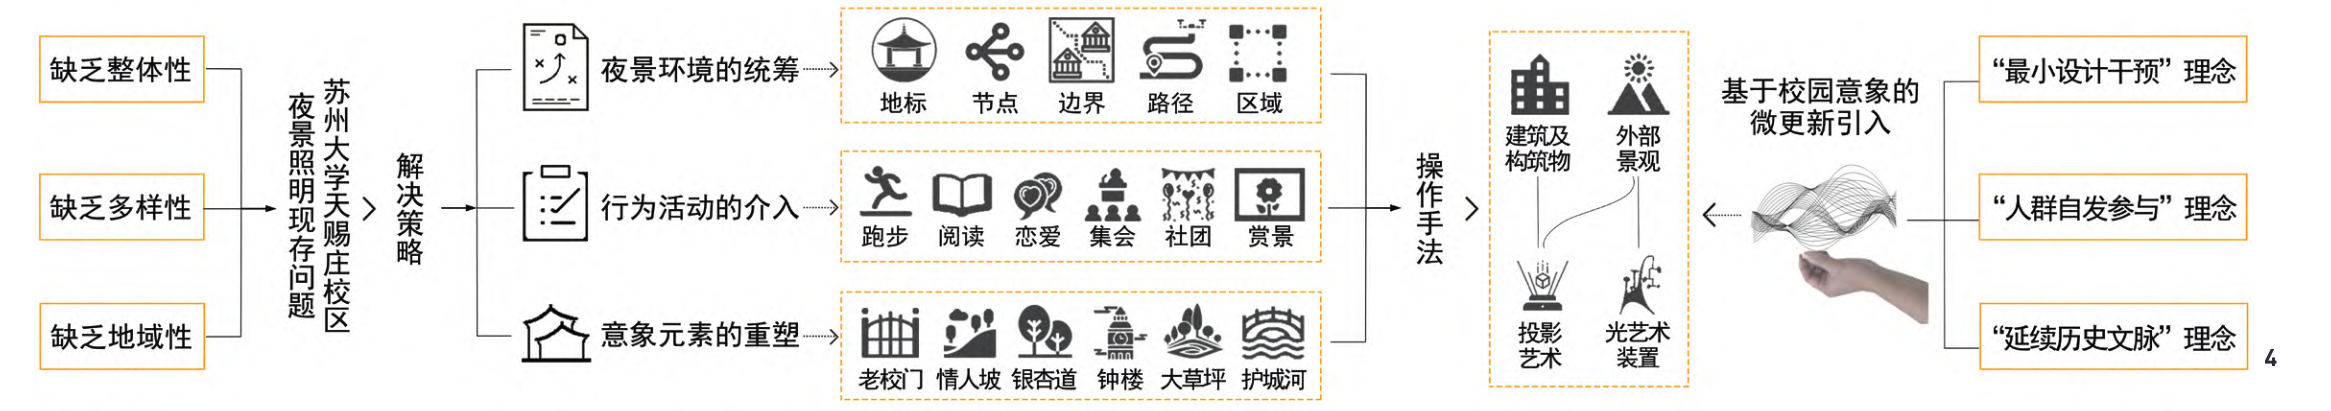 缺乏整体性
缺乏多样性
缺乏地域性
苏州大学天赐庄校区
夜景照明现存问题
解决策略
夜景环境的统筹
地标
节点
边界
路径
区域
行为活动的介入
跑步
阅读
恋爱
集会
社团
赏景
意象元素的重塑
老校门
情人坡
银杏道
钟楼
大草坪
护城河
操作手法
建筑及
构筑物
外部
景观
投影
艺术
光艺术
装置
基于校园意象的
微更新引入
“最小设计干预”理念
“人群自发参与”理念
“延续历史文脉”理念
4